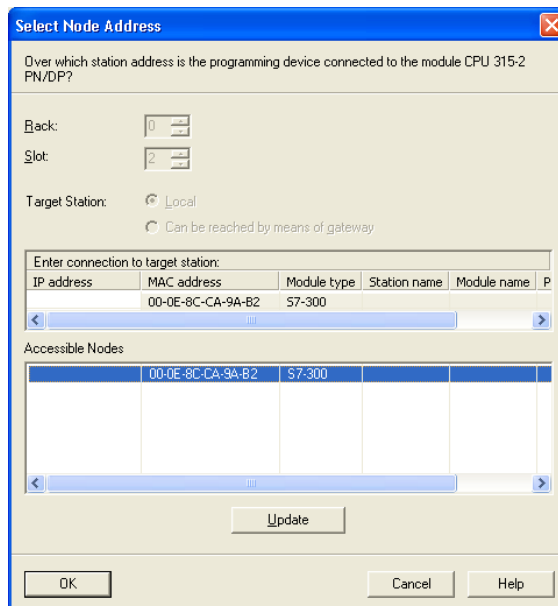 Select Node Address
Over which station address is the programming device connected to the module CPU 315-2
PN/DP?
Rack: 0
Slot: 2
Target Station: Local
Can be reached by means of gateway
Enter connection to target station:
IP address MAC address Module type Station name Module name P
00-0E-8C-CA-9A-B2 S7-300
Accessible Nodes
00-0E-8C-CA-9A-B2 S7-300
Update
OK Cancel Help